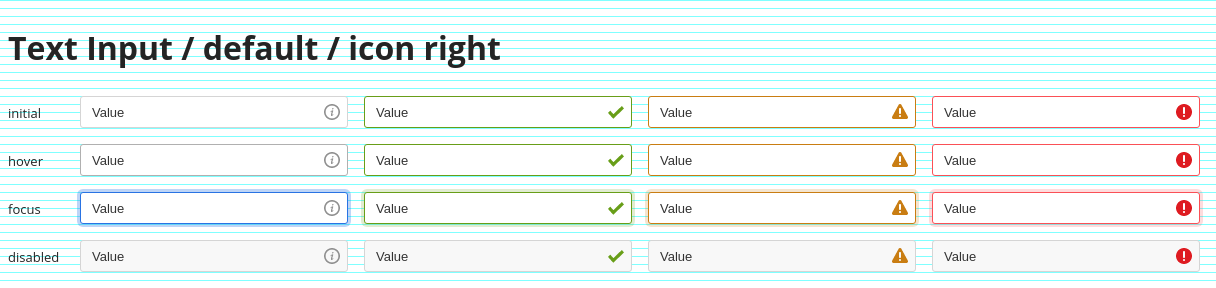 Text Input / default / icon right
initial Value Value Value Value
hover Value Value Value Value
focus Value Value Value Value
disabled Value Value Value Value